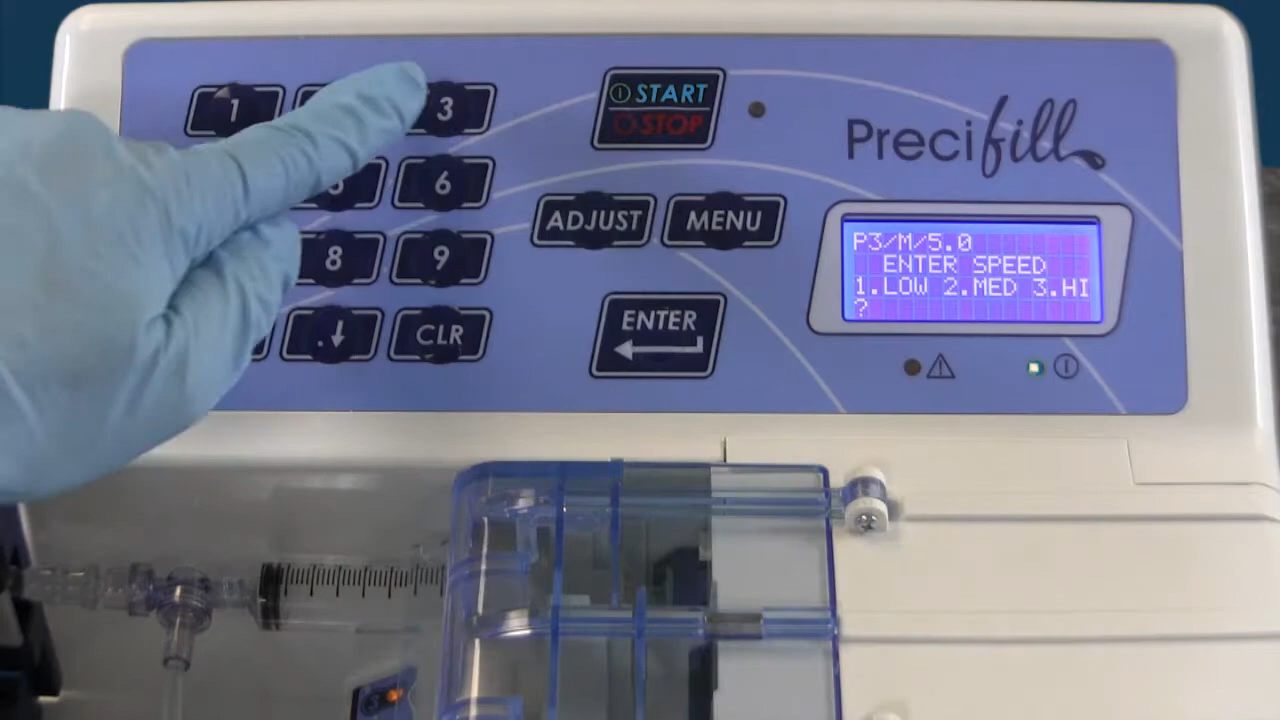 1
3
5
6
8
9
.↓
CLR
START
STOP
ADJUST
MENU
ENTER
Precifill
P3/M/5.0
ENTER SPEED
1.LOW 2.MED 3.HI
?